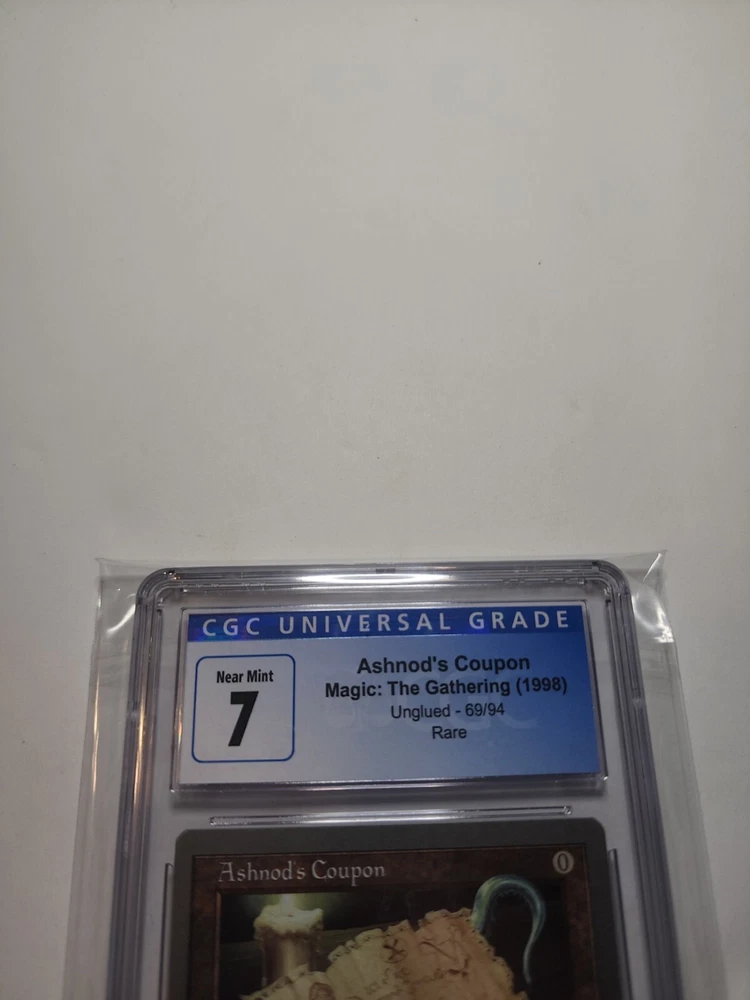 CGC UNIVERSAL GRADE
Near Mint
7
Ashnod's Coupon
Magic: The Gathering (1998)
Unglued - 69/94
Rare
Ashnod's Coupon 0